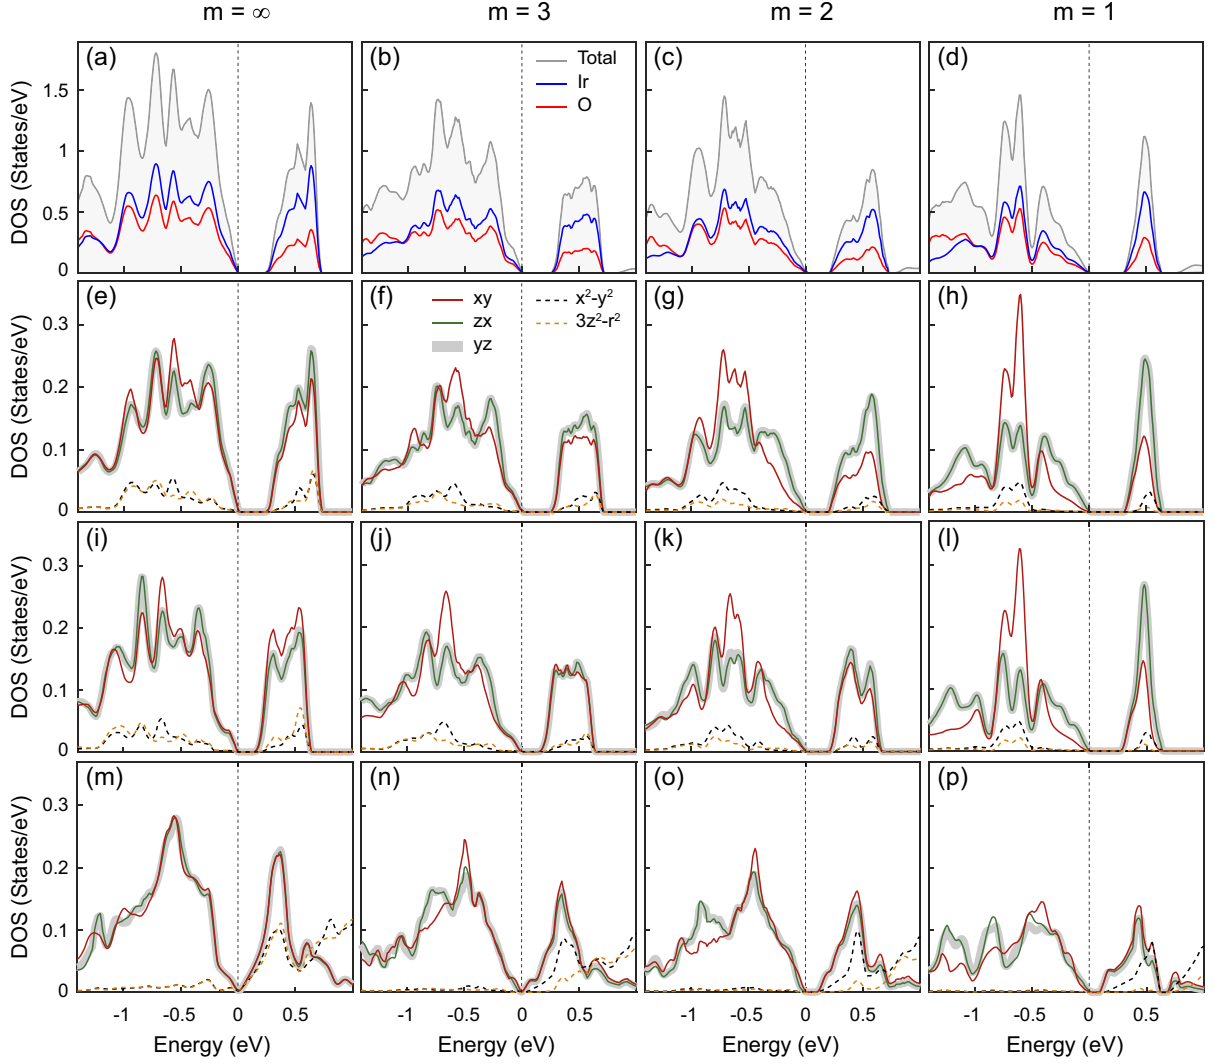 m = ∞ m = 3 m = 2 m = 1
(a) (b) (c) (d)
Total
Ir
O
DOS (States/eV)
1.5
1
0.5
0
(e) (f) (g) (h)
xy
zx
yz
x²-y²
3z²-r²
DOS (States/eV)
0.3
0.2
0.1
0
(i) (j) (k) (l)
DOS (States/eV)
0.3
0.2
0.1
0
(m) (n) (o) (p)
DOS (States/eV)
0.3
0.2
0.1
0
-1 -0.5 0 0.5 -1 -0.5 0 0.5 -1 -0.5 0 0.5 -1 -0.5 0 0.5
Energy (eV) Energy (eV) Energy (eV) Energy (eV)